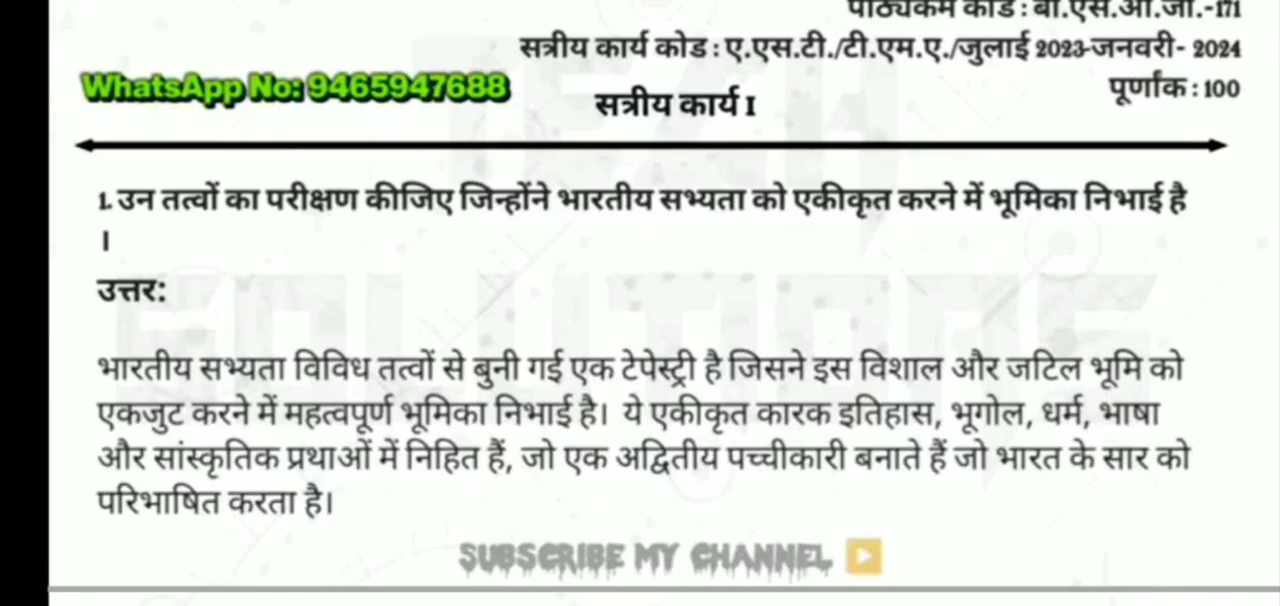 पाठ्यक्रम कोड : बी.एस.ओ.जी.-171
सत्रीय कार्य कोड : ए.एस.टी./टी.एम.ए./जुलाई 2023-जनवरी- 2024
WhatsApp No: 9465947688
पूर्णांक : 100
सत्रीय कार्य I
1. उन तत्वों का परीक्षण कीजिए जिन्होंने भारतीय सभ्यता को एकीकृत करने में भूमिका निभाई है
।
उत्तर:
भारतीय सभ्यता विविध तत्वों से बुनी गई एक टेपेस्ट्री है जिसने इस विशाल और जटिल भूमि को
एकजुट करने में महत्वपूर्ण भूमिका निभाई है। ये एकीकृत कारक इतिहास, भूगोल, धर्म, भाषा
और सांस्कृतिक प्रथाओं में निहित हैं, जो एक अद्वितीय पच्चीकारी बनाते हैं जो भारत के सार को
परिभाषित करता है।
SUBSCRIBE MY CHANNEL